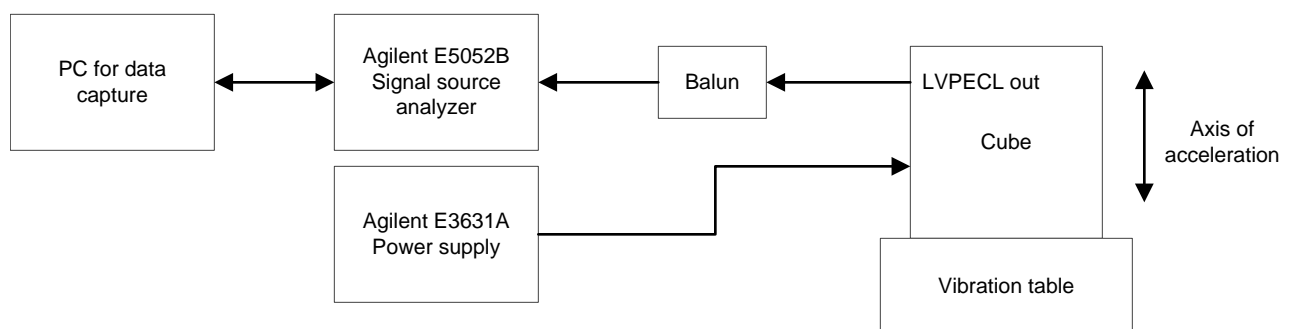 PC for data
capture
Agilent E5052B
Signal source
analyzer
Balun
LVPECL out
Cube
Axis of
acceleration
Agilent E3631A
Power supply
Vibration table